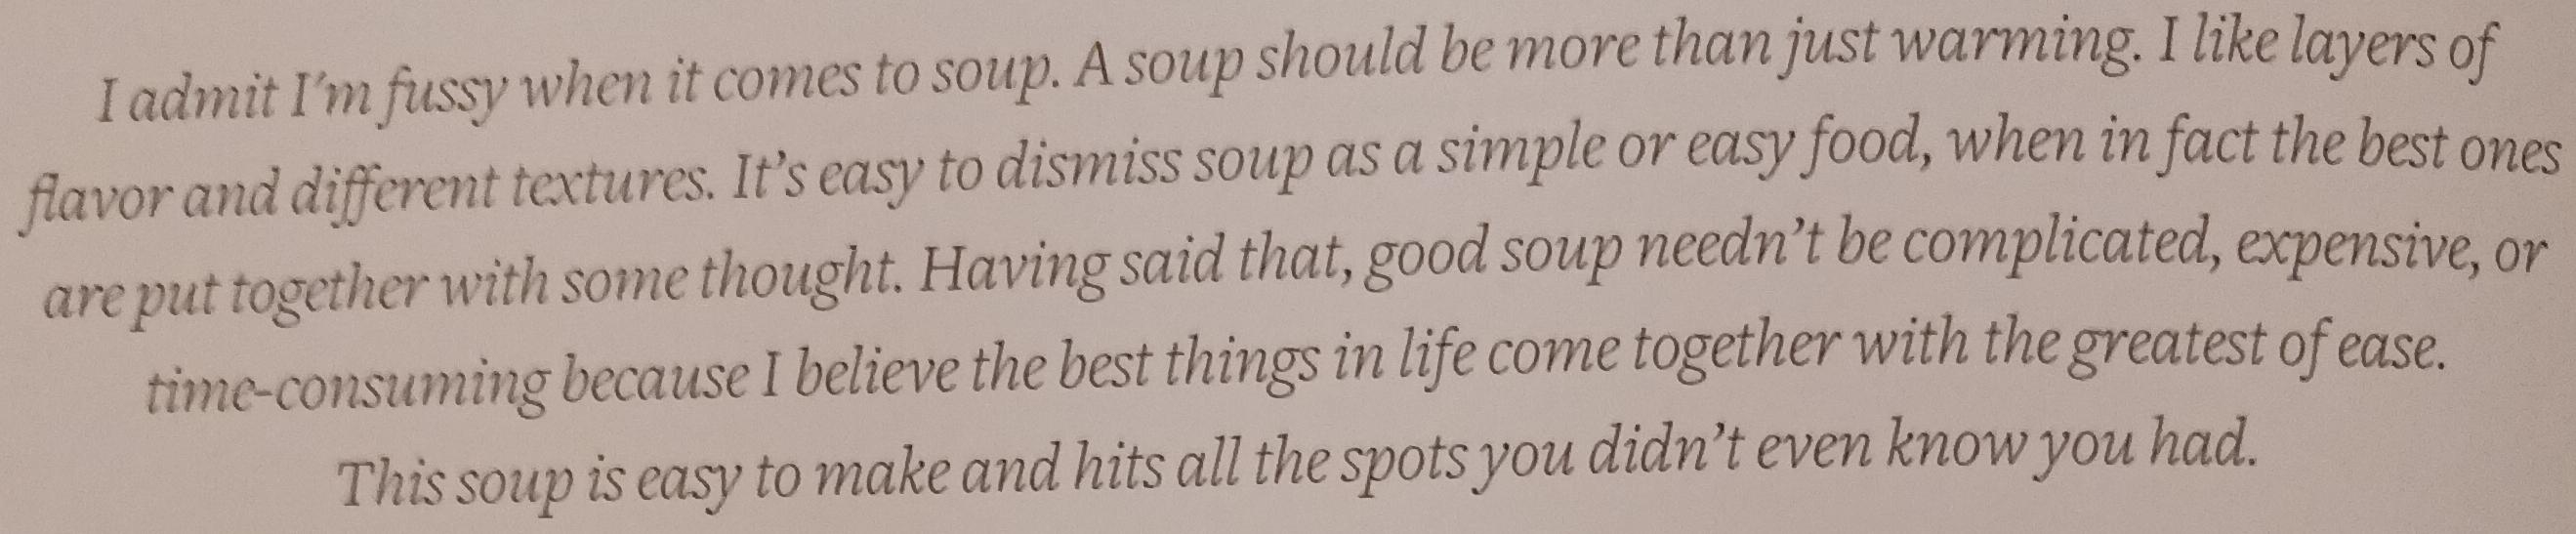 I admit I'm fussy when it comes to soup. A soup should be more than just warming. I like layers of
flavor and different textures. It's easy to dismiss soup as a simple or easy food, when in fact the best ones
are put together with some thought. Having said that, good soup needn't be complicated, expensive, or
time-consuming because I believe the best things in life come together with the greatest of ease.
This soup is easy to make and hits all the spots you didn't even know you had.